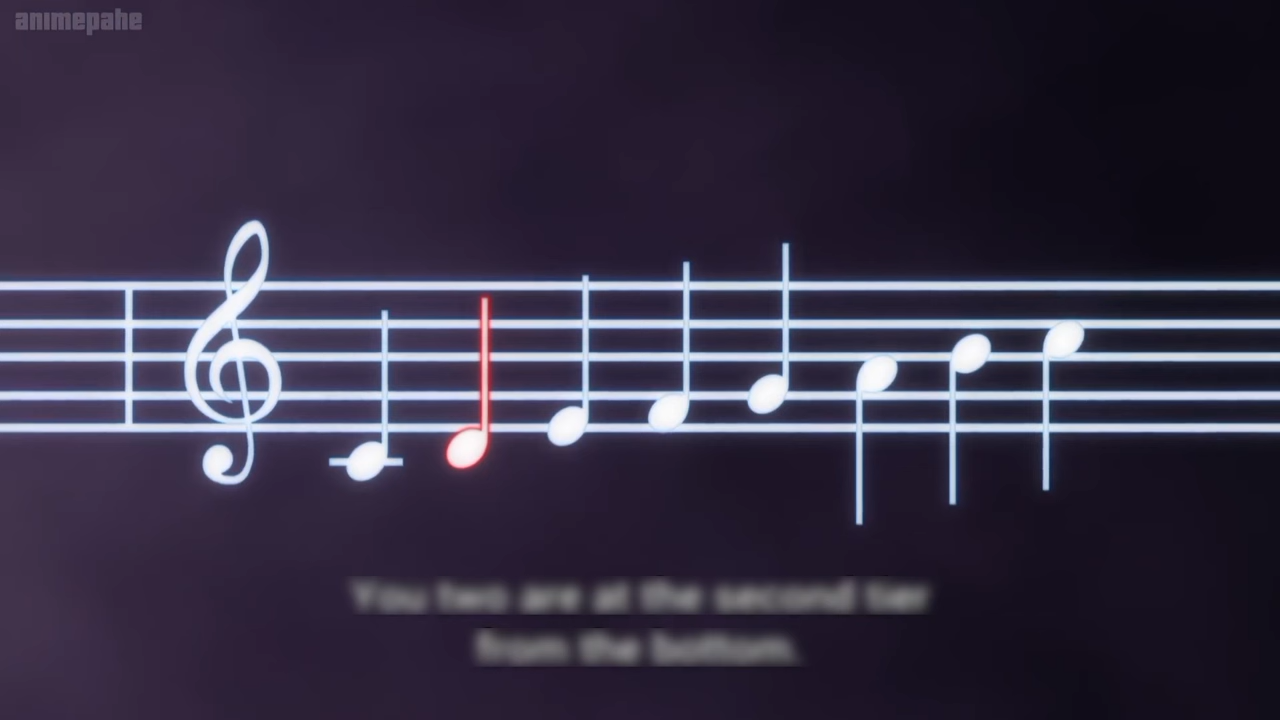 animepahe
You two are at the second tier
from the bottom.